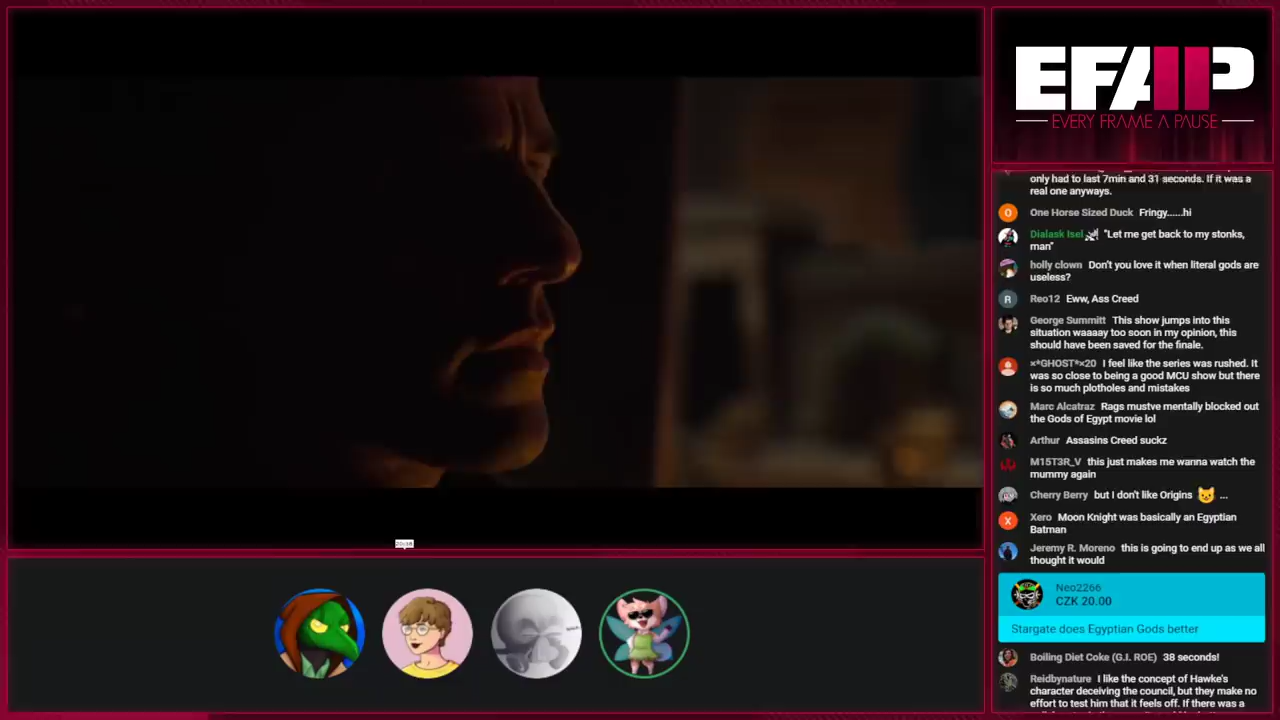 EFAP
EVERY FRAME A PAUSE
only had to last 7min and 31 seconds. If it was a
real one anyways.
One Horse Sized Duck Fringy......hi
Dialask Isel "Let me get back to my stonks,
man"
holly clown Don't you love it when literal gods are
useless?
Reo12 Eww, Ass Creed
George Summitt This show jumps into this
situation waaaay too soon in my opinion, this
should have been saved for the finale.
×*GHOST*×20 I feel like the series was rushed. It
was so close to being a good MCU show but there
is so much plotholes and mistakes
Marc Alcatraz Rags mustve mentally blocked out
the Gods of Egypt movie lol
Arthur Assasins Creed suckz
M15T3R_V this just makes me wanna watch the
mummy again
Cherry Berry but I don't like Origins 😺 ...
Xero Moon Knight was basically an Egyptian
Batman
Jeremy R. Moreno this is going to end up as we all
thought it would
Neo2266
CZK 20.00
Stargate does Egyptian Gods better
Boiling Diet Coke (G.I. ROE) 38 seconds!
Reidbynature I like the concept of Hawke's
character deceiving the council, but they make no
effort to test him that it feels off. If there was a